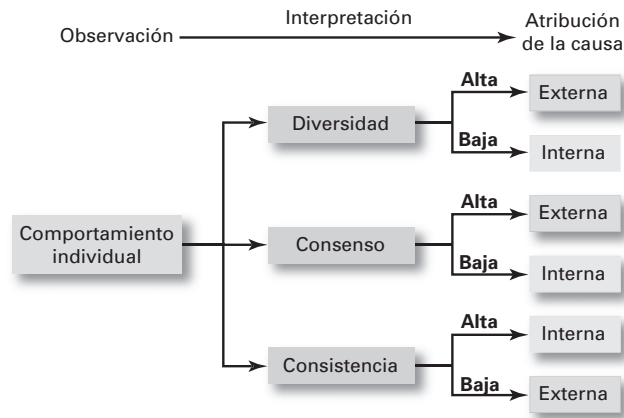 Observación
Interpretación
Atribución
de la causa
Comportamiento
individual
Diversidad
Alta
Externa
Baja
Interna
Consenso
Alta
Externa
Baja
Interna
Consistencia
Alta
Interna
Baja
Externa